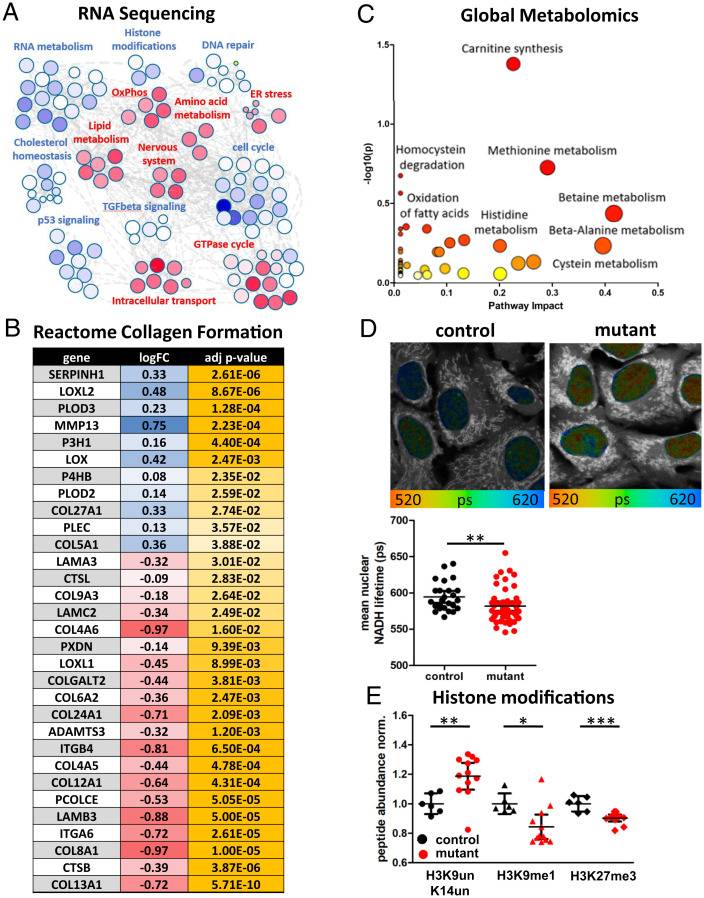 A
RNA Sequencing
RNA metabolism
Histone
modifications
DNA repair
OxPhos
ER stress
Amino acid
metabolism
Lipid
metabolism
Cholesterol
homeostasis
Nervous
system
cell cycle
TGFbeta signaling
p53 signaling
GTPase cycle
Intracellular transport
B
Reactome Collagen Formation
gene logFC adj p-value
SERPINH1 0.33 2.61E-06
LOXL2 0.48 8.67E-06
PLOD3 0.23 1.28E-04
MMP13 0.75 2.23E-04
P3H1 0.16 4.40E-04
LOX 0.42 2.47E-03
P4HB 0.08 2.35E-02
PLOD2 0.14 2.59E-02
COL27A1 0.33 2.74E-02
PLEC 0.13 3.57E-02
COL5A1 0.36 3.88E-02
LAMA3 -0.32 3.01E-02
CTSL -0.09 2.83E-02
COL9A3 -0.18 2.64E-02
LAMC2 -0.34 2.49E-02
COL4A6 -0.97 1.60E-02
PXDN -0.14 9.39E-03
LOXL1 -0.45 8.99E-03
COLGALT2 -0.44 3.81E-03
COL6A2 -0.36 2.47E-03
COL24A1 -0.71 2.09E-03
ADAMTS3 -0.32 1.20E-03
ITGB4 -0.81 6.50E-04
COL4A5 -0.44 4.78E-04
COL12A1 -0.64 4.31E-04
PCOLCE -0.53 5.05E-05
LAMB3 -0.88 5.00E-05
ITGA6 -0.72 2.61E-05
COL8A1 -0.97 1.00E-05
CTSB -0.39 3.87E-06
COL13A1 -0.72 5.71E-10
C
Global Metabolomics
1.5
1.0
0.5
0.0
-log10(p)
Carnitine synthesis
Homocystein
degradation
Methionine metabolism
Oxidation
of fatty acids
Histidine
metabolism
Betaine metabolism
Beta-Alanine metabolism
Cystein metabolism
0.0 0.1 0.2 0.3 0.4 0.5
Pathway Impact
D
control mutant
520 ps 620 520 ps 620
700
650
600
550
500
mean nuclear
NADH lifetime (ps)
**
control mutant
E
Histone modifications
1.6
1.4
1.2
1.0
0.8
0.6
peptide abundance norm.
** * ***
control
mutant
H3K9un
K14un
H3K9me1
H3K27me3